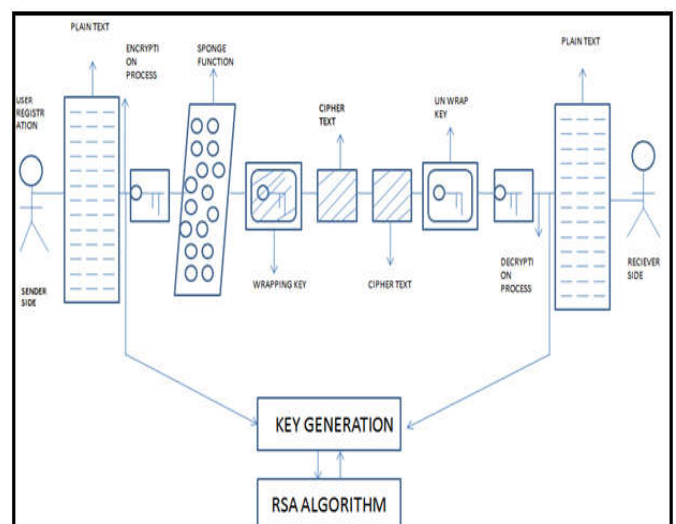 PLAIN TEXT
ENCRYPTI
ON
PROCESS
SPONGE
FUNCTION
PLAIN TEXT
USER
REGISTR
ATION
CIPHER
TEXT
UN WRAP
KEY
SENDER
SIDE
WRAPPING KEY
CIPHER TEXT
DECRYPTI
ON
PROCESS
RECIEVER
SIDE
KEY GENERATION
RSA ALGORITHM